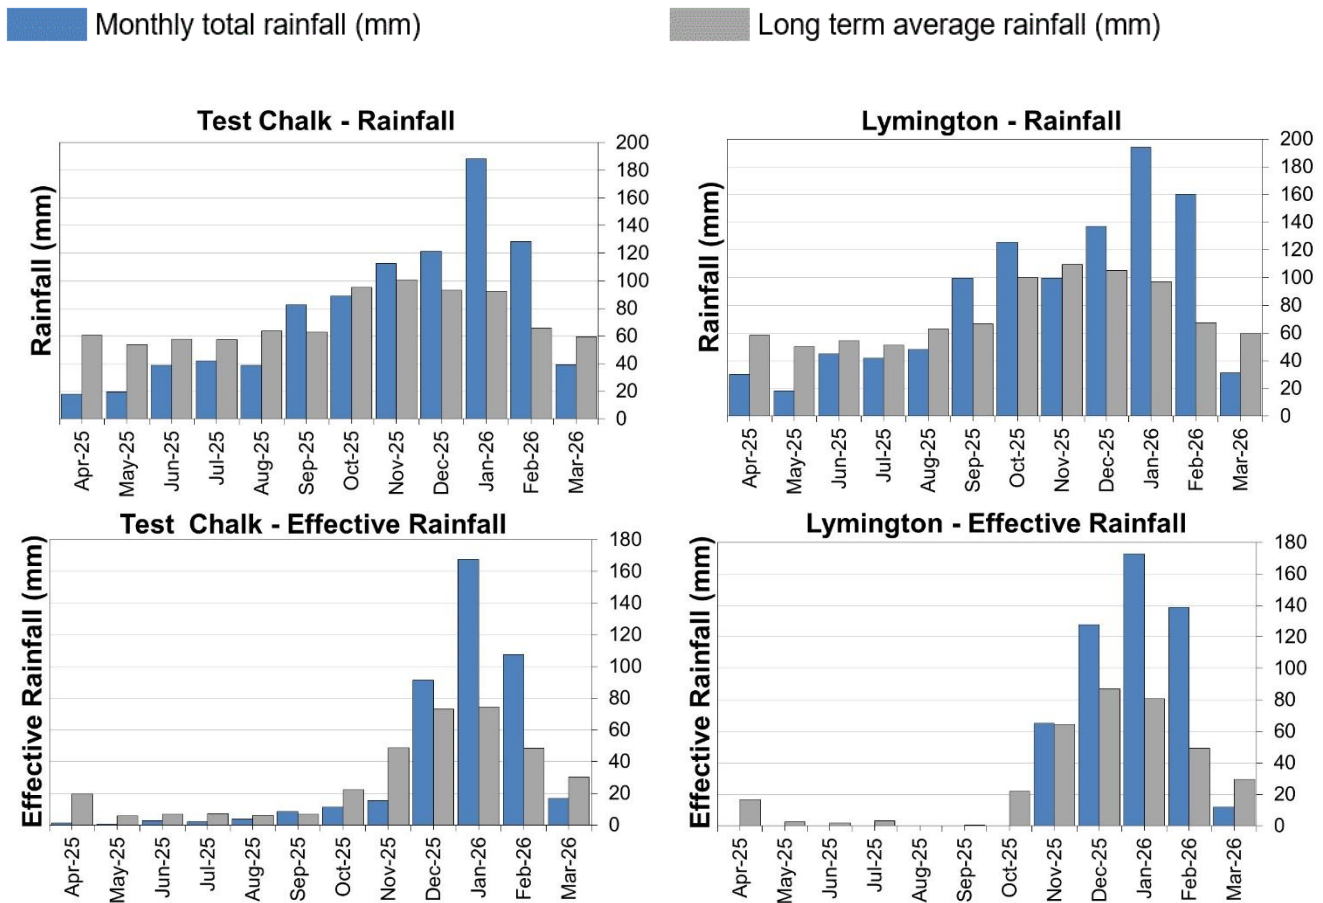 Monthly total rainfall (mm)
Long term average rainfall (mm)
Test Chalk - Rainfall
Rainfall (mm)
200
180
160
140
120
100
80
60
40
20
0
Apr-25
May-25
Jun-25
Jul-25
Aug-25
Sep-25
Oct-25
Nov-25
Dec-25
Jan-26
Feb-26
Mar-26
Lymington - Rainfall
Rainfall (mm)
200
180
160
140
120
100
80
60
40
20
0
Apr-25
May-25
Jun-25
Jul-25
Aug-25
Sep-25
Oct-25
Nov-25
Dec-25
Jan-26
Feb-26
Mar-26
Test Chalk - Effective Rainfall
Effective Rainfall (mm)
180
160
140
120
100
80
60
40
20
0
Apr-25
May-25
Jun-25
Jul-25
Aug-25
Sep-25
Oct-25
Nov-25
Dec-25
Jan-26
Feb-26
Mar-26
Lymington - Effective Rainfall
Effective Rainfall (mm)
180
160
140
120
100
80
60
40
20
0
Apr-25
May-25
Jun-25
Jul-25
Aug-25
Sep-25
Oct-25
Nov-25
Dec-25
Jan-26
Feb-26
Mar-26